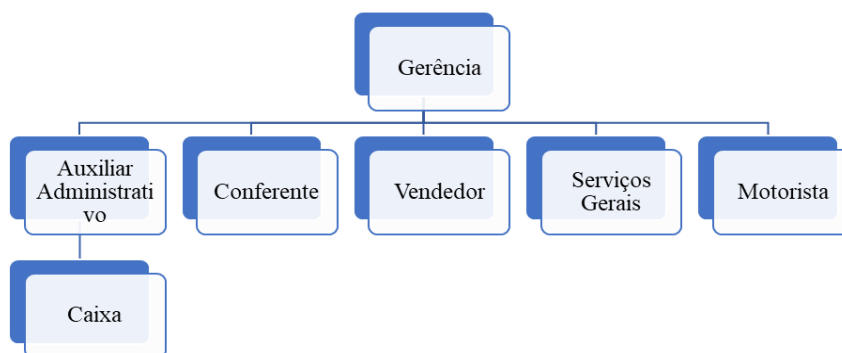 Gerência
Auxiliar
Administrati
vo
Conferente
Vendedor
Serviços
Gerais
Motorista
Caixa